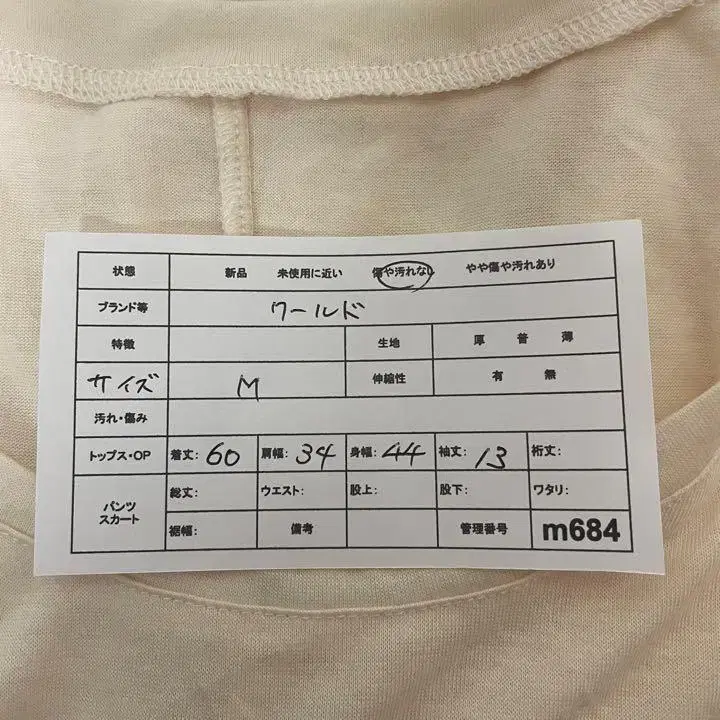 状態 新品 未使用に近い 傷や汚れなし やや傷や汚れあり
ブランド等 ワールド
特徴 生地 厚 普 薄
サイズ M 伸縮性 有 無
汚れ・傷み
トップス・OP 着丈: 60 肩幅: 34 身幅: 44 袖丈: 13 裄丈:
パンツ スカート
総丈: ウエスト: 股上: 股下: ワタリ:
裾幅: 備考 管理番号 m684